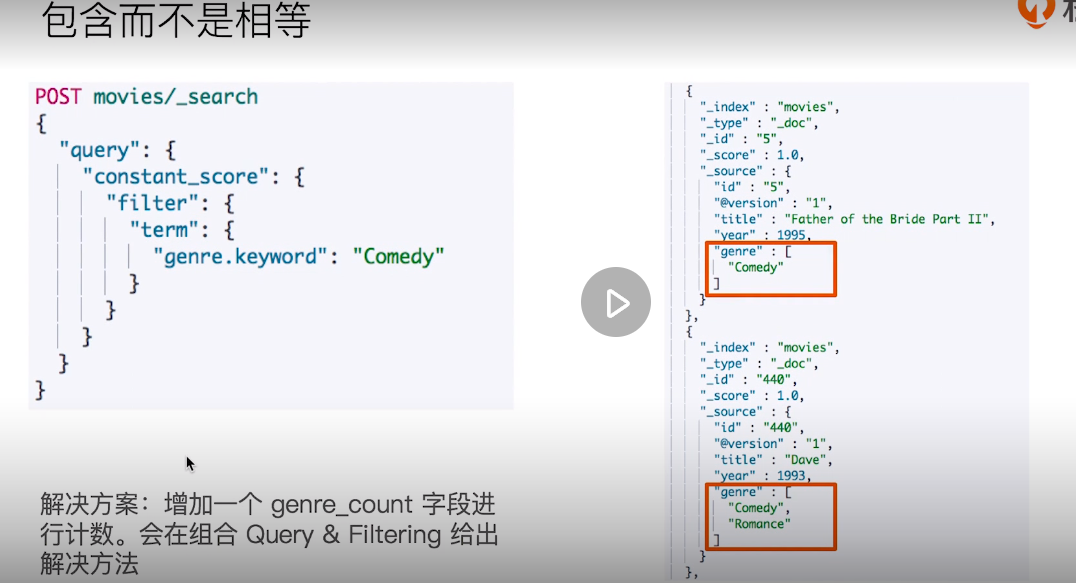 包含而不是相等
POST movies/_search
{
"query": {
"constant_score": {
"filter": {
"term": {
"genre.keyword": "Comedy"
}
}
}
}
}
解决方案：增加一个 genre_count 字段进
行计数。会在组合 Query & Filtering 给出
解决方法
{
"_index" : "movies",
"_type" : "_doc",
"_id" : "5",
"_score" : 1.0,
"_source" : {
"id" : "5",
"@version" : "1",
"title" : "Father of the Bride Part II",
"year" : 1995,
"genre" : [
"Comedy"
]
}
},
{
"_index" : "movies",
"_type" : "_doc",
"_id" : "440",
"_score" : 1.0,
"_source" : {
"id" : "440",
"@version" : "1",
"title" : "Dave",
"year" : 1993,
"genre" : [
"Comedy",
"Romance"
]
}
},